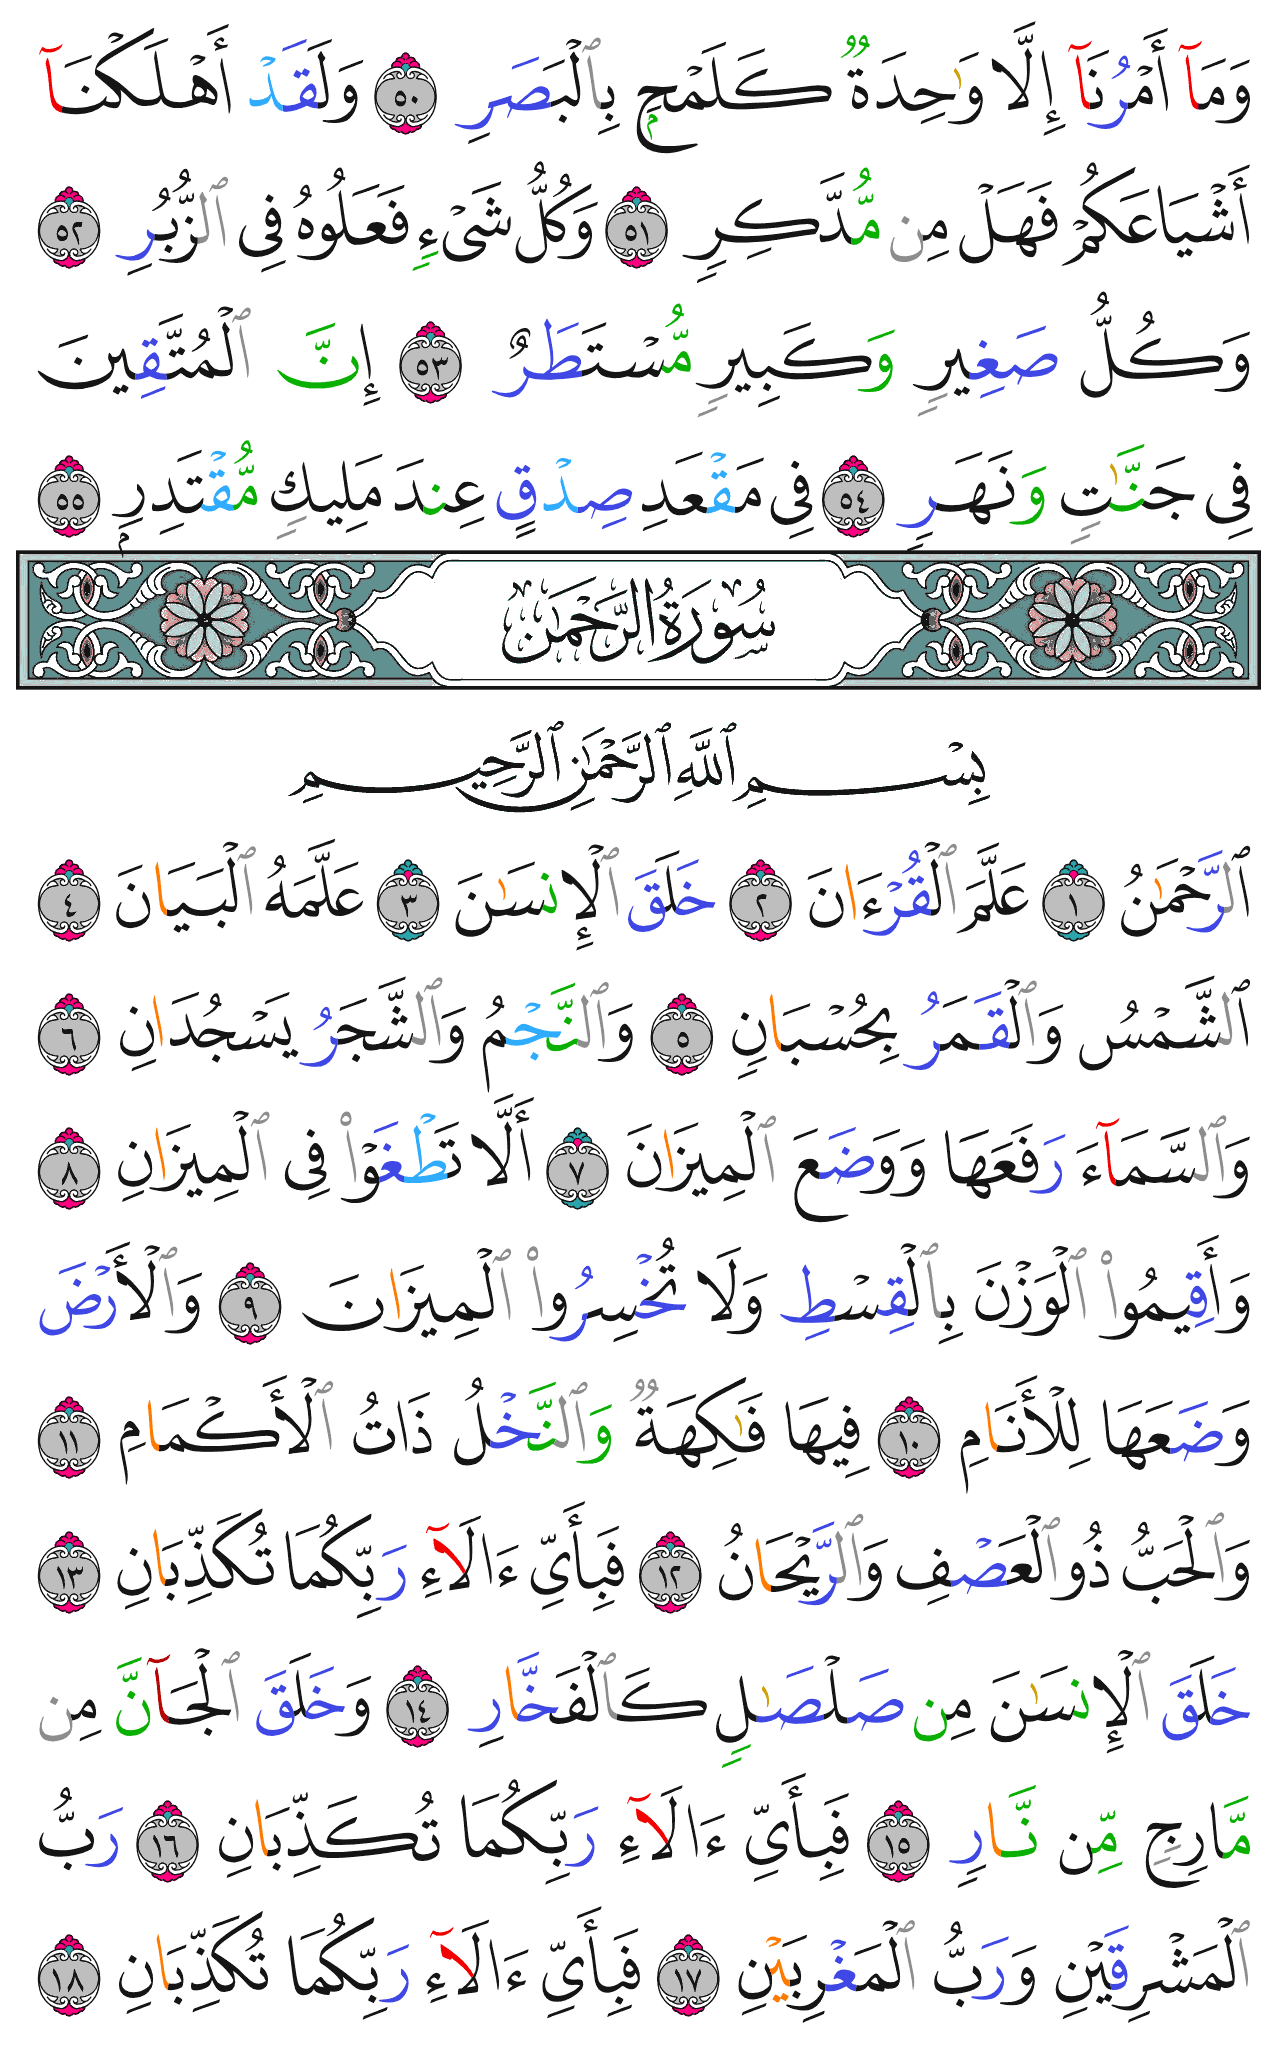 وَمَآ أَمْرُنَآ إِلَّا وَٰحِدَةٌ كَلَمْحٍۭ بِٱلْبَصَرِ ٥٠ وَلَقَدْ أَهْلَكْنَآ
أَشْيَاعَكُمْ فَهَلْ مِن مُّدَّكِرٍ ٥١ وَكُلُّ شَىْءٍ فَعَلُوهُ فِى ٱلزُّبُرِ ٥٢
وَكُلُّ صَغِيرٍ وَكَبِيرٍ مُّسْتَطَرٌ ٥٣ إِنَّ ٱلْمُتَّقِينَ
فِى جَنَّٰتٍ وَنَهَرٍ ٥٤ فِى مَقْعَدِ صِدْقٍ عِندَ مَلِيكٍ مُّقْتَدِرٍۭ ٥٥
سُورَةُ الرَّحْمَٰن
بِسْمِ ٱللَّهِ ٱلرَّحْمَٰنِ ٱلرَّحِيمِ
ٱلرَّحْمَٰنُ ١ عَلَّمَ ٱلْقُرْءَانَ ٢ خَلَقَ ٱلْإِنسَٰنَ ٣ عَلَّمَهُ ٱلْبَيَانَ ٤
ٱلشَّمْسُ وَٱلْقَمَرُ بِحُسْبَانٍ ٥ وَٱلنَّجْمُ وَٱلشَّجَرُ يَسْجُدَانِ ٦
وَٱلسَّمَآءَ رَفَعَهَا وَوَضَعَ ٱلْمِيزَانَ ٧ أَلَّا تَطْغَوْا۟ فِى ٱلْمِيزَانِ ٨
وَأَقِيمُوا۟ ٱلْوَزْنَ بِٱلْقِسْطِ وَلَا تُخْسِرُوا۟ ٱلْمِيزَانَ ٩ وَٱلْأَرْضَ
وَضَعَهَا لِلْأَنَامِ ١٠ فِيهَا فَٰكِهَةٌ وَٱلنَّخْلُ ذَاتُ ٱلْأَكْمَامِ ١١
وَٱلْحَبُّ ذُو ٱلْعَصْفِ وَٱلرَّيْحَانُ ١٢ فَبِأَىِّ ءَالَآءِ رَبِّكُمَا تُكَذِّبَانِ ١٣
خَلَقَ ٱلْإِنسَٰنَ مِن صَلْصَٰلٍ كَٱلْفَخَّارِ ١٤ وَخَلَقَ ٱلْجَآنَّ مِن
مَّارِجٍ مِّن نَّارٍ ١٥ فَبِأَىِّ ءَالَآءِ رَبِّكُمَا تُكَذِّبَانِ ١٦ رَبُّ
ٱلْمَشْرِقَيْنِ وَرَبُّ ٱلْمَغْرِبَيْنِ ١٧ فَبِأَىِّ ءَالَآءِ رَبِّكُمَا تُكَذِّبَانِ ١٨